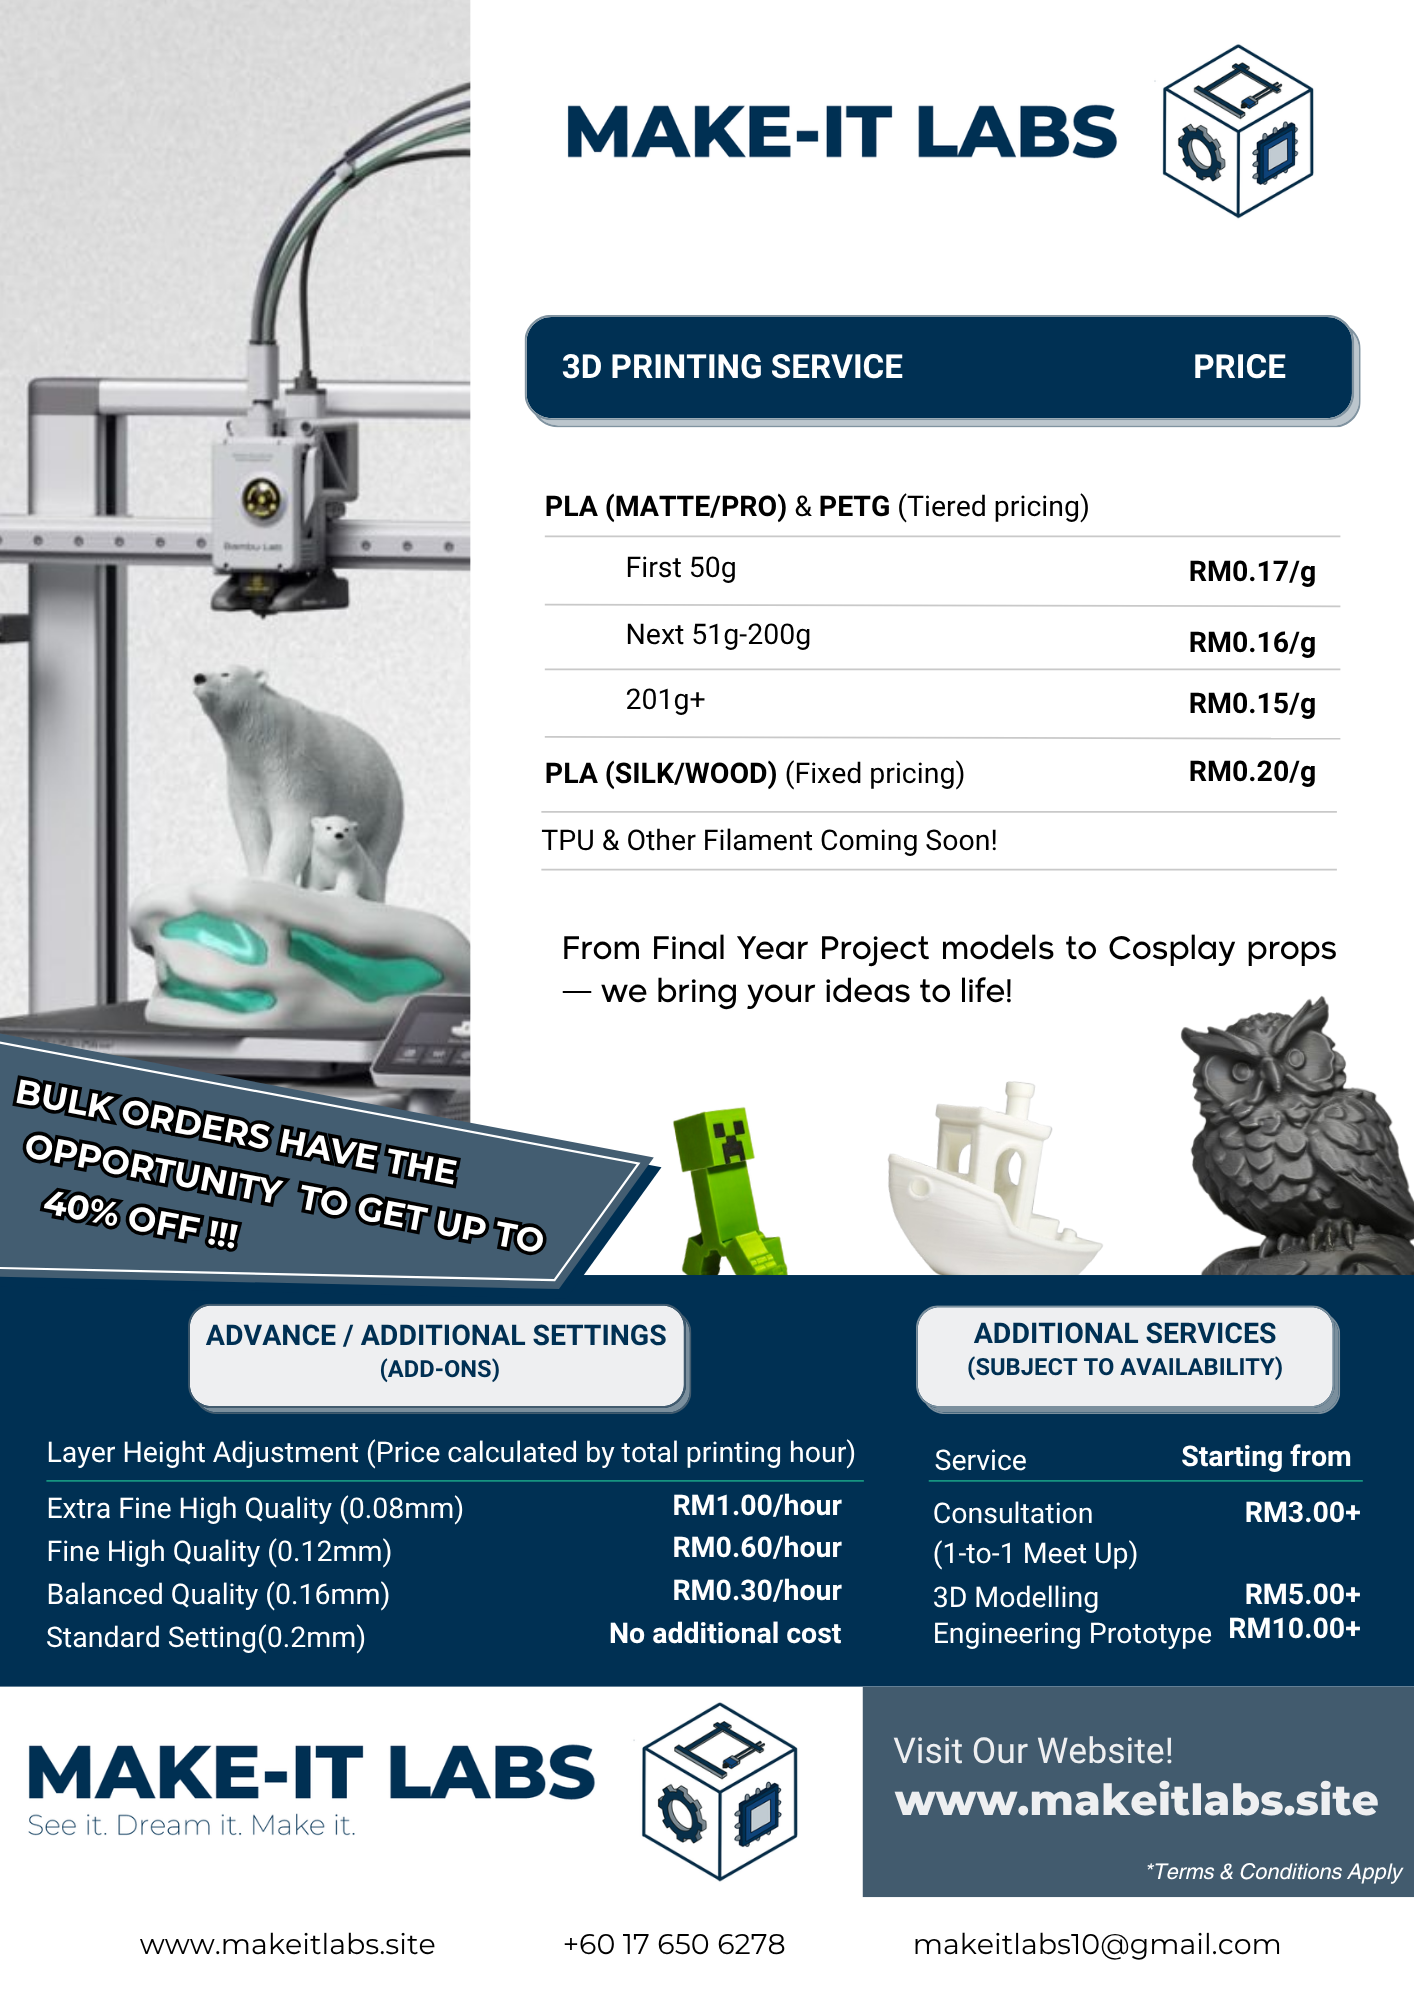 MAKE-IT LABS
3D PRINTING SERVICE PRICE
PLA (MATTE/PRO) & PETG (Tiered pricing)
First 50g RM0.17/g
Next 51g-200g RM0.16/g
201g+ RM0.15/g
PLA (SILK/WOOD) (Fixed pricing) RM0.20/g
TPU & Other Filament Coming Soon!
From Final Year Project models to Cosplay props
— we bring your ideas to life!
Bambu Lab
BULK ORDERS HAVE THE
OPPORTUNITY TO GET UP TO
40% OFF !!!
ADVANCE / ADDITIONAL SETTINGS
(ADD-ONS)
Layer Height Adjustment (Price calculated by total printing hour)
Extra Fine High Quality (0.08mm) RM1.00/hour
Fine High Quality (0.12mm) RM0.60/hour
Balanced Quality (0.16mm) RM0.30/hour
Standard Setting(0.2mm) No additional cost
ADDITIONAL SERVICES
(SUBJECT TO AVAILABILITY)
Service Starting from
Consultation RM3.00+
(1-to-1 Meet Up)
3D Modelling RM5.00+
Engineering Prototype RM10.00+
MAKE-IT LABS
See it. Dream it. Make it.
Visit Our Website!
www.makeitlabs.site
*Terms & Conditions Apply
www.makeitlabs.site +60 17 650 6278 makeitlabs10@gmail.com